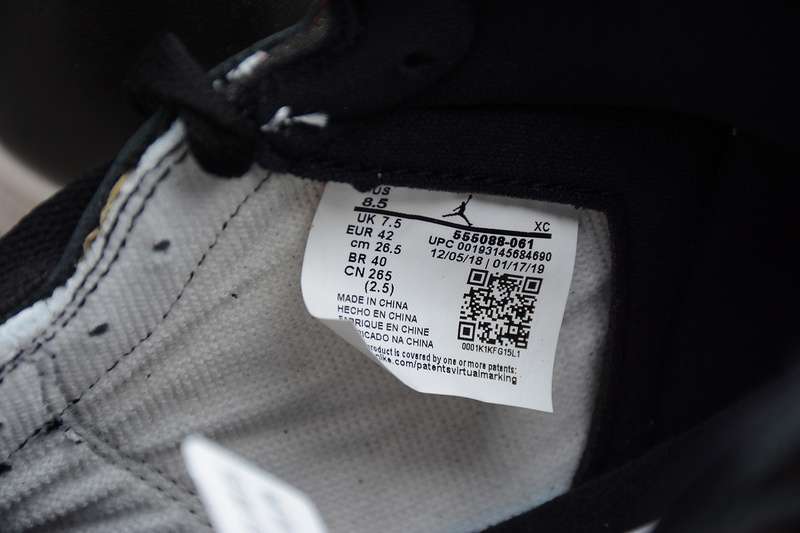 US
8.5
UK 7.5
EUR 42
cm 26.5
BR 40
CN 265
(2.5)
XC
555088-061
UPC 00193145684690
12/05/18 | 01/17/19
0001K1KFG15L1
MADE IN CHINA
HECHO EN CHINA
FABRIQUE EN CHINE
NA CHINA
product is covered by one or more patents:
.com/patentsvirtualmarking